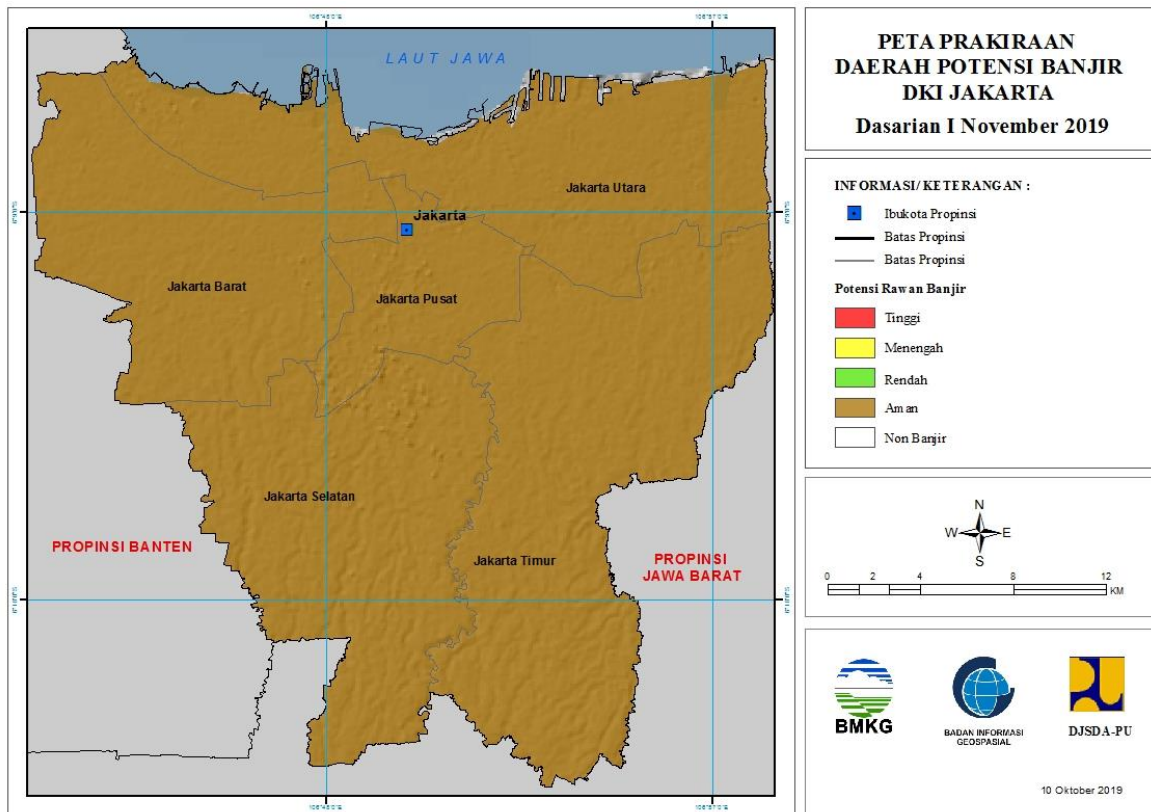 LAUT JAWA
Jakarta Utara
Jakarta
Jakarta Barat
Jakarta Pusat
Jakarta Selatan
PROPINSI BANTEN
Jakarta Timur
PROPINSI
JAWA BARAT
PETA PRAKIRAAN
DAERAH POTENSI BANJIR
DKI JAKARTA
Dasarian I November 2019
INFORMASI/KETERANGAN :
Ibukota Propinsi
Batas Propinsi
Batas Propinsi
Potensi Rawan Banjir
Tinggi
Menengah
Rendah
Aman
Non Banjir
N
W E
S
0 2 4 8 12
KM
BMKG
BADAN INFORMASI
GEOSPASIAL
DJSDA-PU
10 Oktober 2019